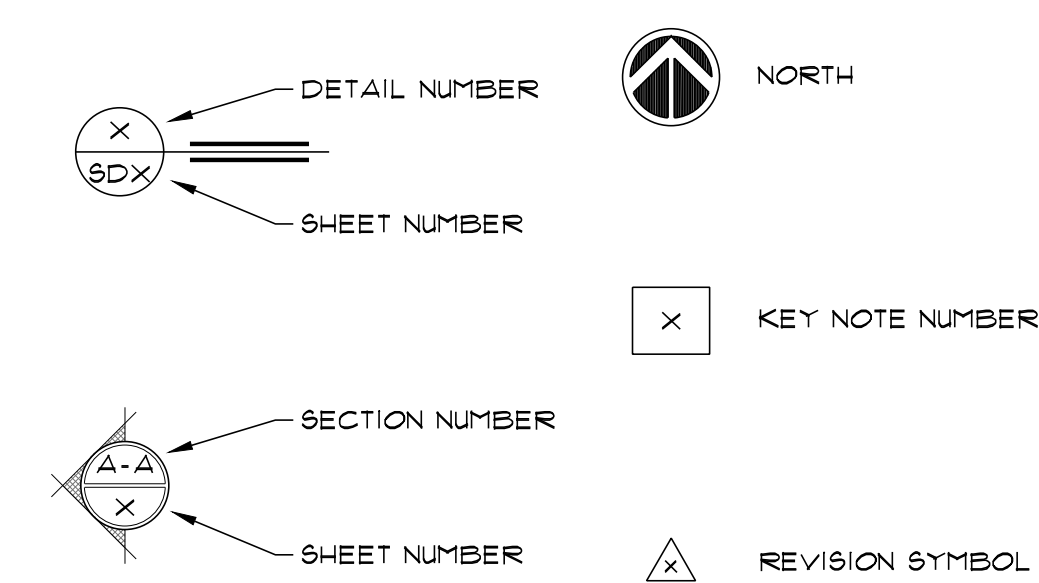 DETAIL NUMBER
X
SDX
SHEET NUMBER
NORTH
X
KEY NOTE NUMBER
SECTION NUMBER
A-A
X
SHEET NUMBER
X
REVISION SYMBOL